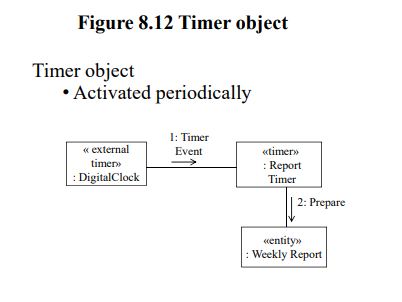 Figure 8.12 Timer object
Timer object
• Activated periodically
« external
timer»
: DigitalClock
1: Timer
Event
«timer»
: Report
Timer
2: Prepare
«entity»
: Weekly Report